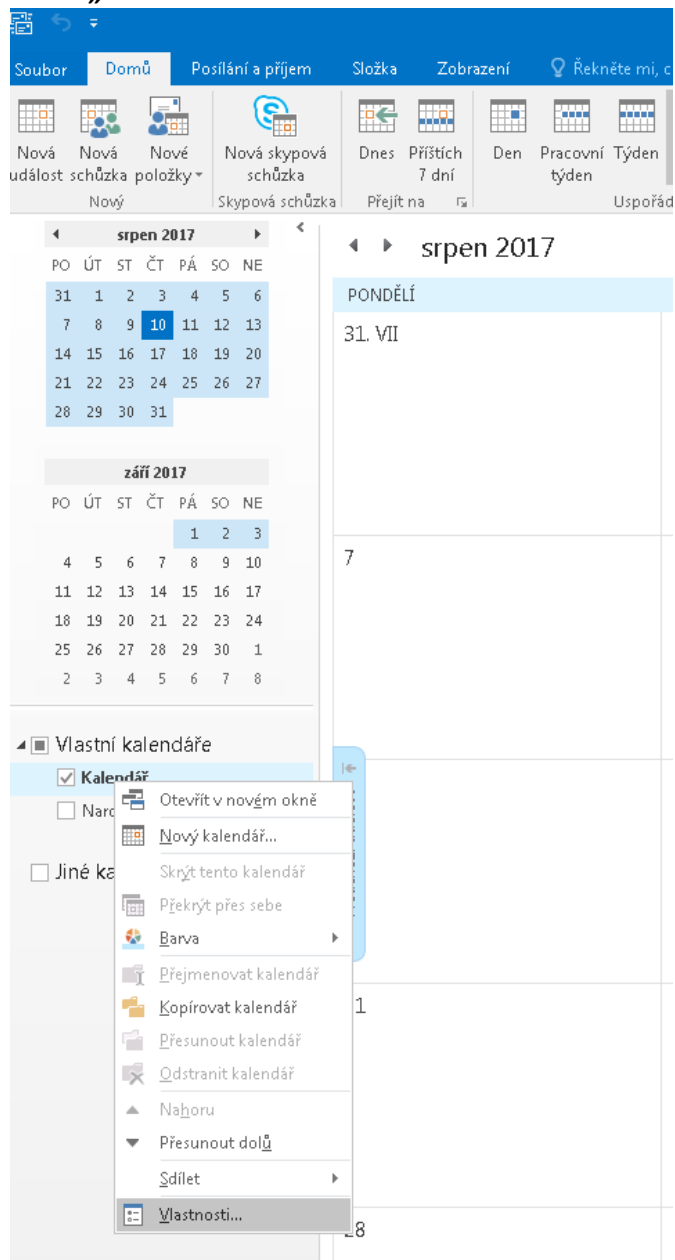 „
Soubor Domů Posílání a příjem Složka Zobrazení Řekněte mi, c
Nová Nová Nové Nová skypová Dnes Příštích Den Pracovní Týden
událost schůzka položky schůzka 7 dní týden
Nový Skypová schůzka Přejít na Uspořád
srpen 2017
PO ÚT ST ČT PÁ SO NE
31 1 2 3 4 5 6
7 8 9 10 11 12 13
14 15 16 17 18 19 20
21 22 23 24 25 26 27
28 29 30 31
září 2017
PO ÚT ST ČT PÁ SO NE
1 2 3
4 5 6 7 8 9 10
11 12 13 14 15 16 17
18 19 20 21 22 23 24
25 26 27 28 29 30 1
2 3 4 5 6 7 8
Vlastní kalendáře
Kalendář
Naro
Jiné ka
Otevřít v novém okně
Nový kalendář...
Skrýt tento kalendář
Překrýt přes sebe
Barva
Přejmenovat kalendář
Kopírovat kalendář
Přesunout kalendář
Odstranit kalendář
Nahoru
Přesunout dolů
Sdílet
Vlastnosti...
srpen 2017
PONDĚLÍ
31. VII
7
1
28